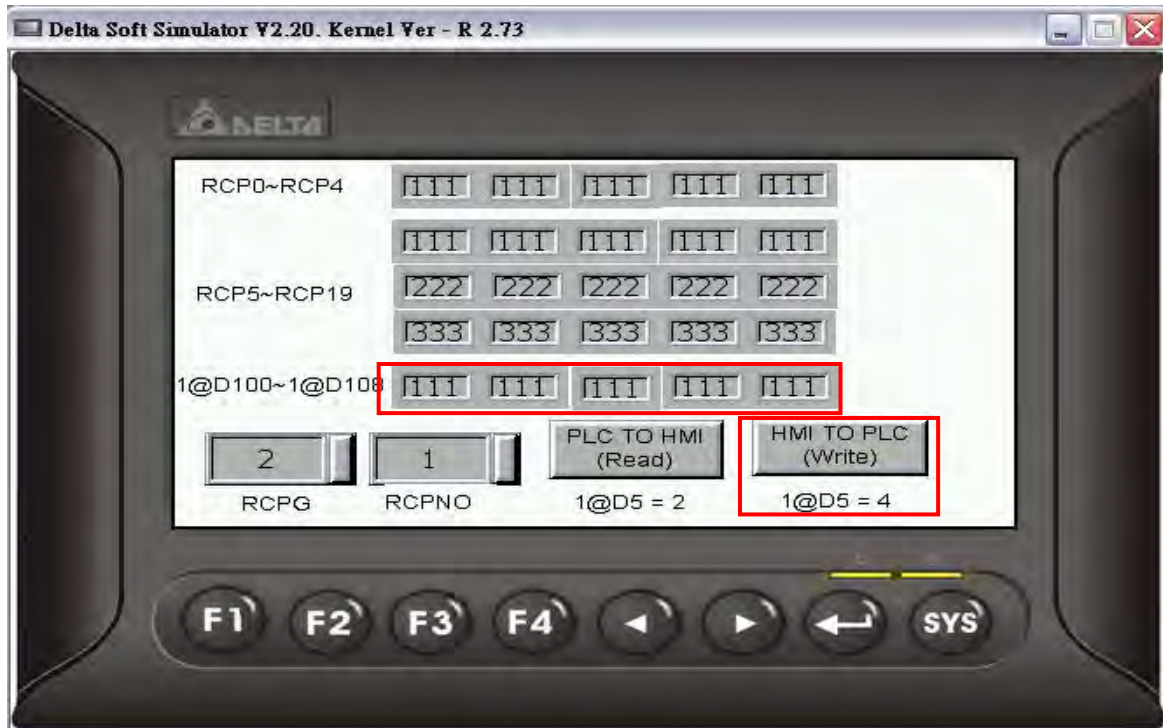 Delta Soft Simulator V2.20. Kernel Ver - R 2.73
DELTA
RCP0~RCP4 111 111 111 111 111
111 111 111 111 111
RCP5~RCP19 222 222 222 222 222
333 333 333 333 333
1@D100~1@D108 111 111 111 111 111
2 1 PLC TO HMI (Read) HMI TO PLC (Write)
RCPG RCPNO 1@D5 = 2 1@D5 = 4
F1 F2 F3 F4 SYS